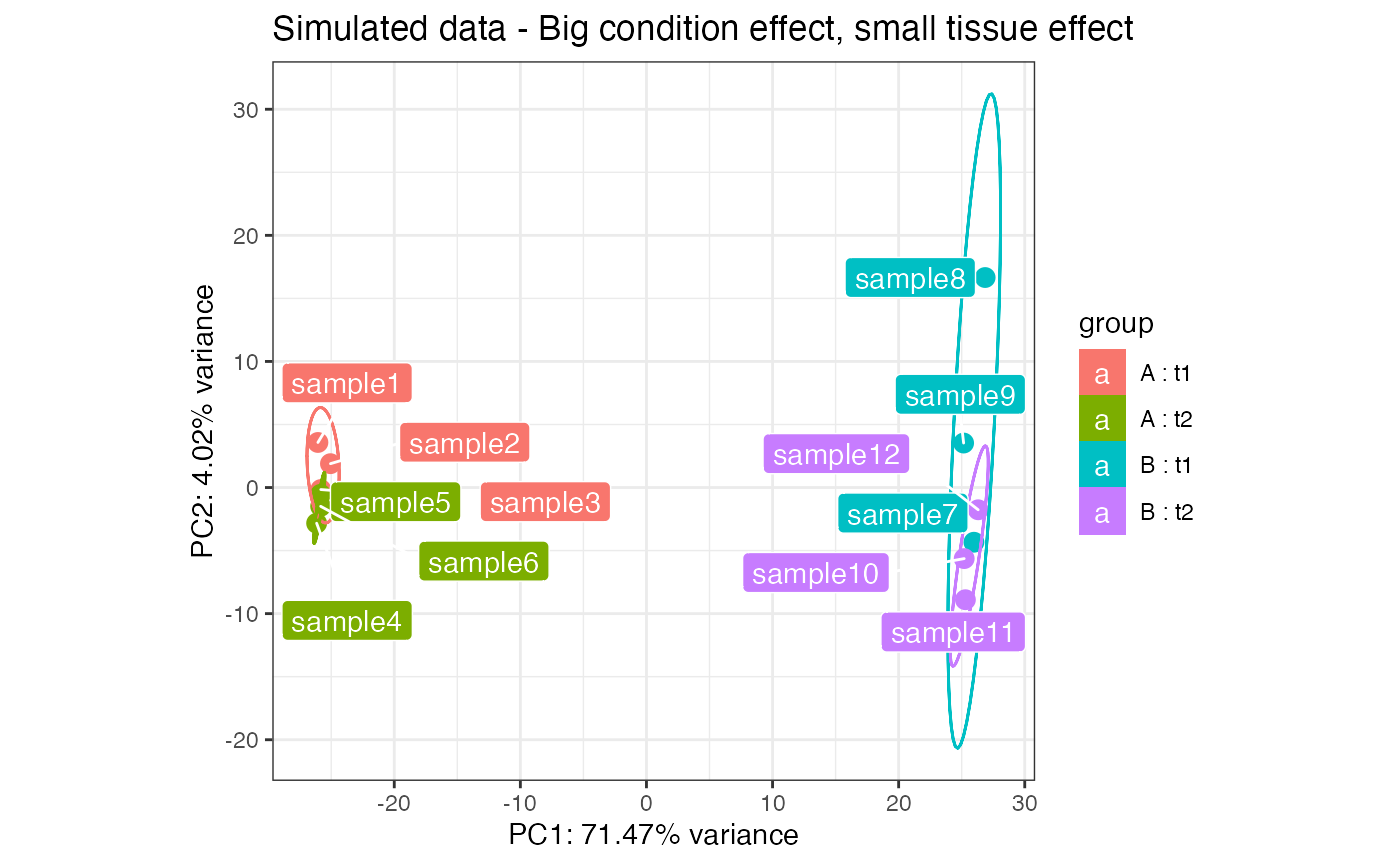 Simulated data - Big condition effect, small tissue effect
PC2: 4.02% variance
30
20
10
0
-10
-20
sample8
sample1
sample9
sample2
sample12
sample5
sample3
sample7
sample6
sample10
sample4
sample11
-20
-10
0
10
20
30
PC1: 71.47% variance
group
a A : t1
a A : t2
a B : t1
a B : t2